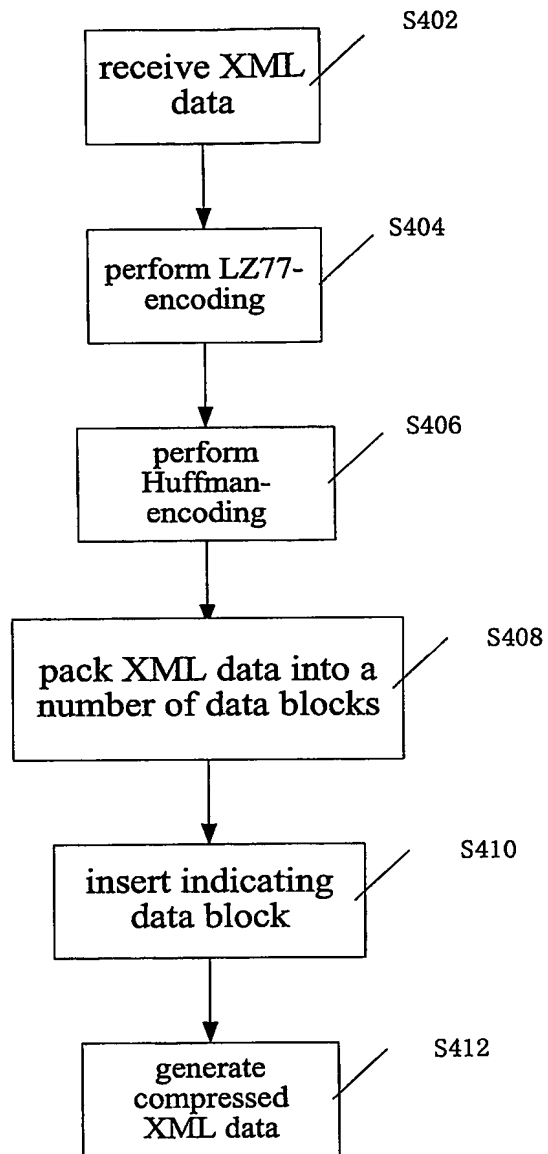 S402
receive XML
data
S404
perform LZ77-
encoding
S406
perform
Huffman-
encoding
S408
pack XML data into a
number of data blocks
S410
insert indicating
data block
S412
generate
compressed
XML data